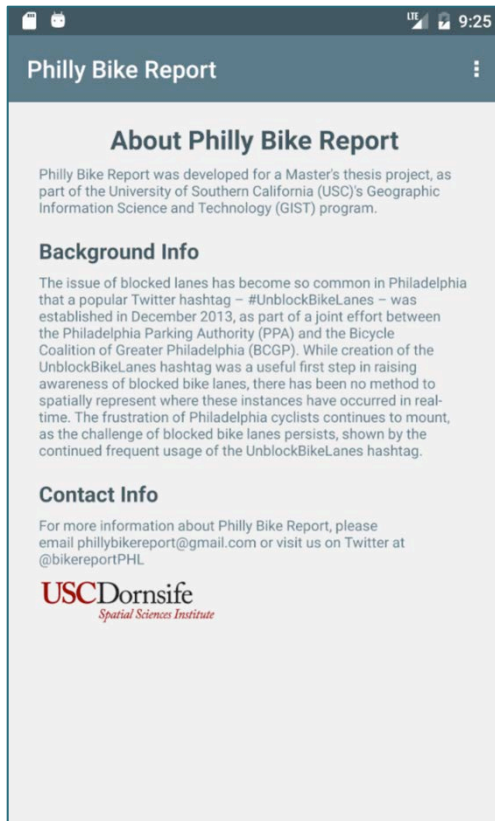 LTE 9:25
Philly Bike Report
About Philly Bike Report
Philly Bike Report was developed for a Master's thesis project, as
part of the University of Southern California (USC)'s Geographic
Information Science and Technology (GIST) program.
Background Info
The issue of blocked lanes has become so common in Philadelphia
that a popular Twitter hashtag – #UnblockBikeLanes – was
established in December 2013, as part of a joint effort between
the Philadelphia Parking Authority (PPA) and the Bicycle
Coalition of Greater Philadelphia (BCGP). While creation of the
UnblockBikeLanes hashtag was a useful first step in raising
awareness of blocked bike lanes, there has been no method to
spatially represent where these instances have occurred in real-
time. The frustration of Philadelphia cyclists continues to mount,
as the challenge of blocked bike lanes persists, shown by the
continued frequent usage of the UnblockBikeLanes hashtag.
Contact Info
For more information about Philly Bike Report, please
email phillybikereport@gmail.com or visit us on Twitter at
@bikereportPHL
USCDornsife
Spatial Sciences Institute